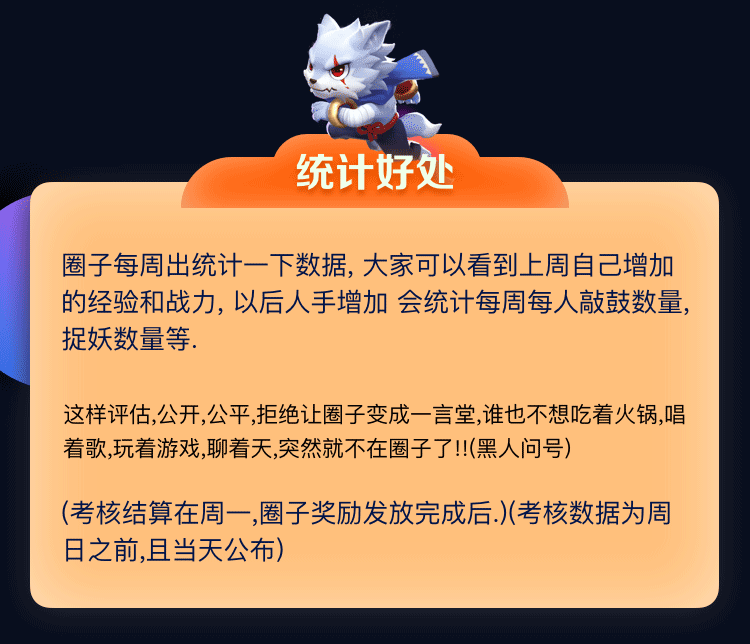 统计好处
圈子每周出统计一下数据, 大家可以看到上周自己增加
的经验和战力, 以后人手增加 会统计每周每人敲鼓数量,
捉妖数量等.
这样评估,公开,公平,拒绝让圈子变成一言堂,谁也不想吃着火锅,唱
着歌,玩着游戏,聊着天,突然就不在圈子了!!(黑人问号)
(考核结算在周一,圈子奖励发放完成后.)(考核数据为周
日之前,且当天公布)